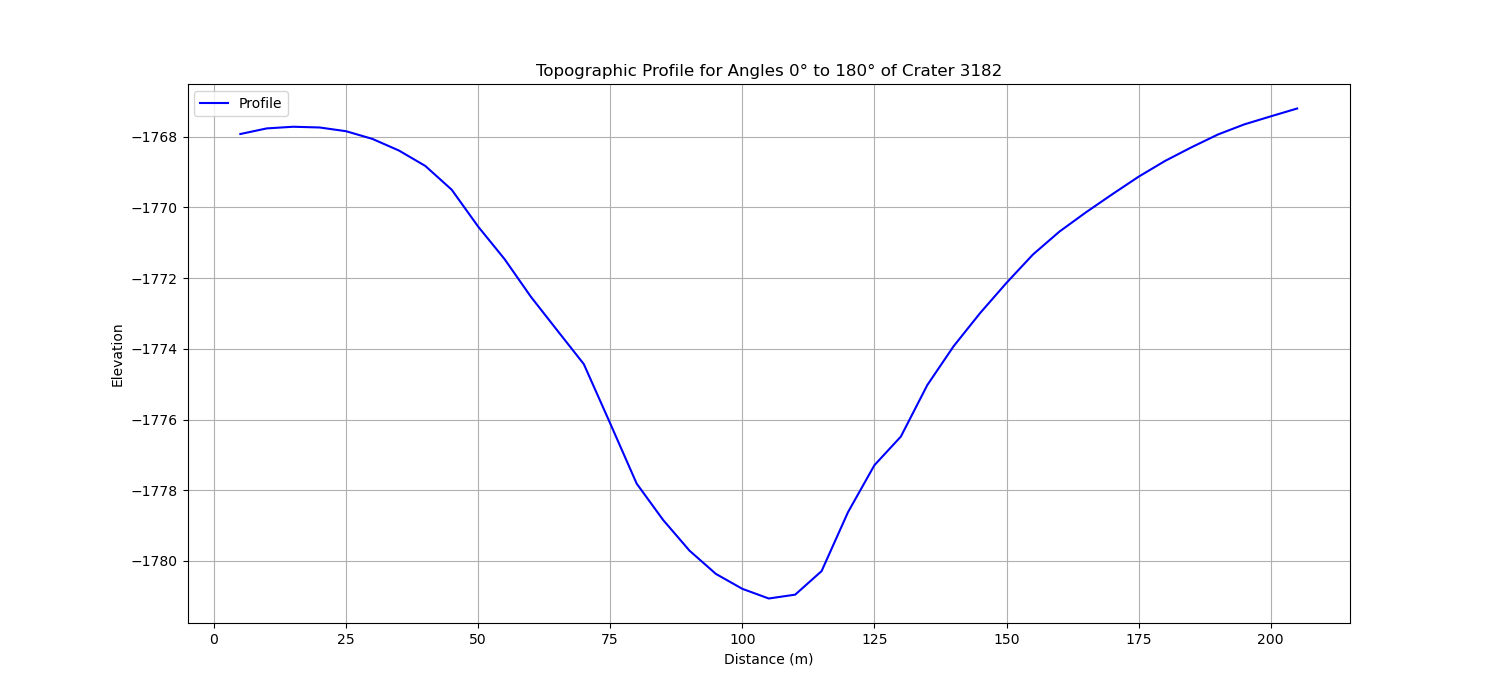 Topographic Profile for Angles 0° to 180° of Crater 3182
Profile
−1768
−1770
−1772
−1774
−1776
−1778
−1780
Elevation
0 25 50 75 100 125 150 175 200
Distance (m)